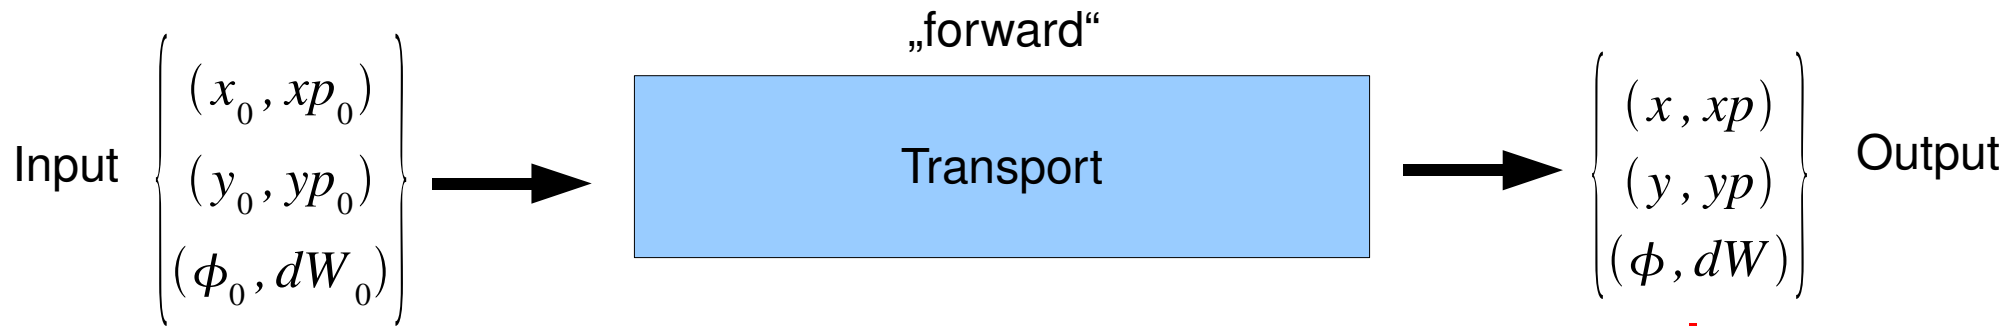 „forward“
Input
(x₀, xp₀)
(y₀, yp₀)
(ϕ₀, dW₀)
Transport
(x, xp)
(y, yp)
(ϕ, dW)
Output